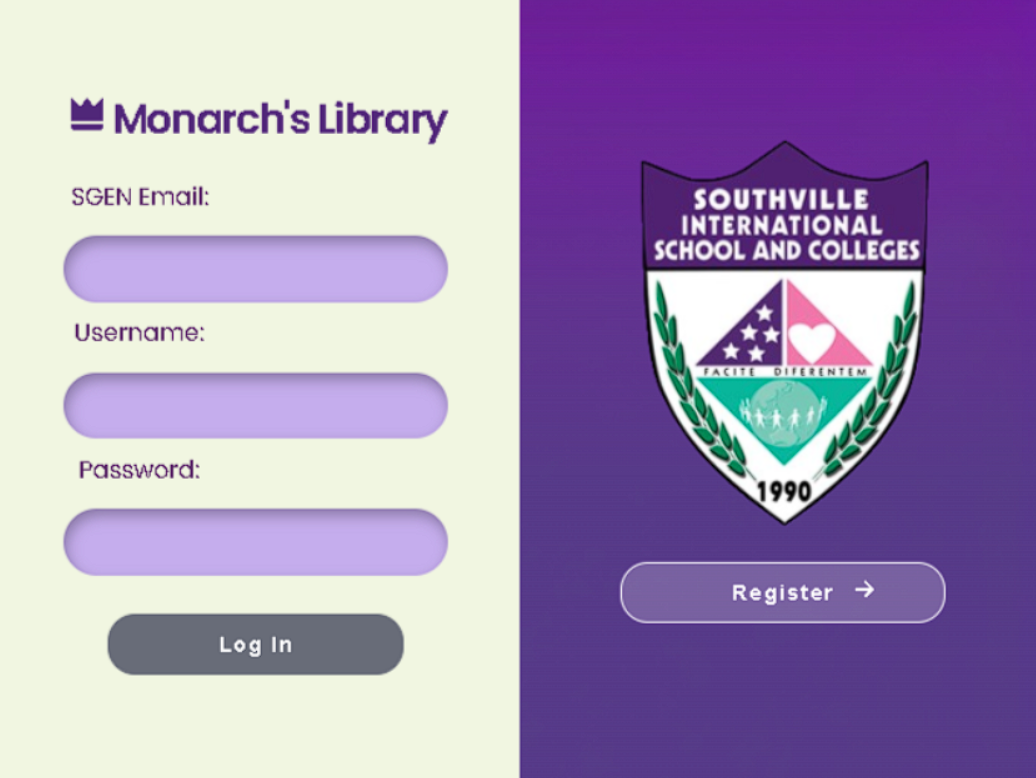 Monarch's Library
SGEN Email:
Username:
Password:
Log In
SOUTHVILLE
INTERNATIONAL
SCHOOL AND COLLEGES
FACITE DIFERENTEM
1990
Register →